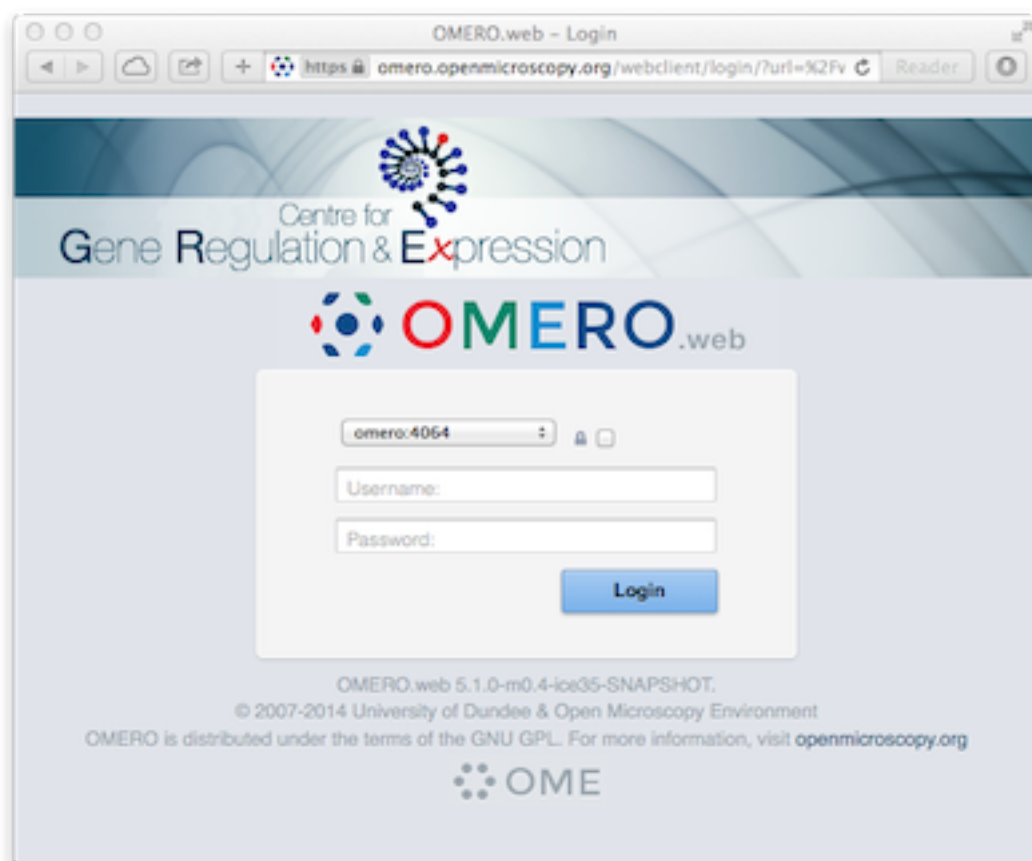 OMERO.web – Login
https omero.openmicroscopy.org/webclient/login/?url=%2Fv Reader
Centre for
Gene Regulation & Expression
OMERO.web
omero:4064
Username:
Password:
Login
OMERO.web 5.1.0-m0.4-ice35-SNAPSHOT.
© 2007-2014 University of Dundee & Open Microscopy Environment
OMERO is distributed under the terms of the GNU GPL. For more information, visit openmicroscopy.org
OME